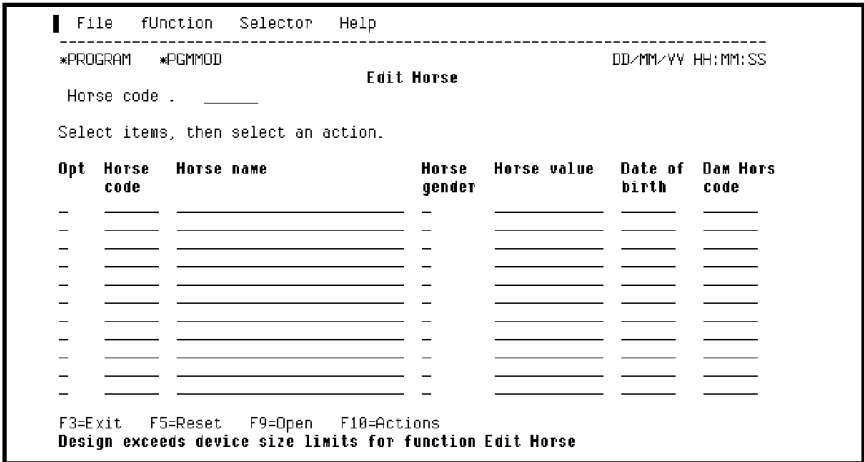 File fUnction Selector Help
*PROGRAM *PGMMOD DD/MM/YY HH:MM:SS
Edit Horse
Horse code .
Select items, then select an action.
Opt Horse Horse name Horse Horse value Date of Dam Hors
code gender birth code
F3=Exit F5=Reset F9=Open F10=Actions
Design exceeds device size limits for function Edit Horse